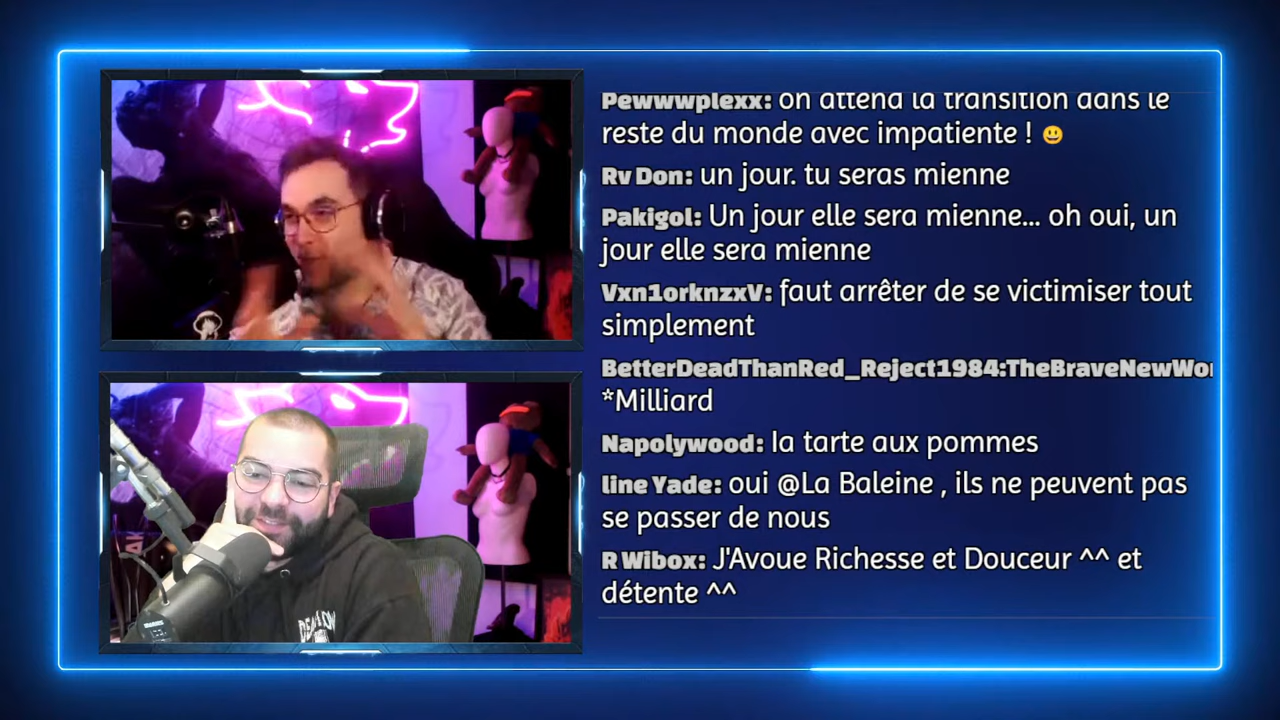 Pewwwplexx: on attend la transition dans le
reste du monde avec impatiente ! 😃
Rv Don: un jour. tu seras mienne
Pakigol: Un jour elle sera mienne... oh oui, un
jour elle sera mienne
Vxn1orknzxV: faut arrêter de se victimiser tout
simplement
BetterDeadThanRed_Reject1984:TheBraveNewWor
*Milliard
Napolywood: la tarte aux pommes
line Yade: oui @La Baleine , ils ne peuvent pas
se passer de nous
R Wibox: J'Avoue Richesse et Douceur ^^ et
détente ^^